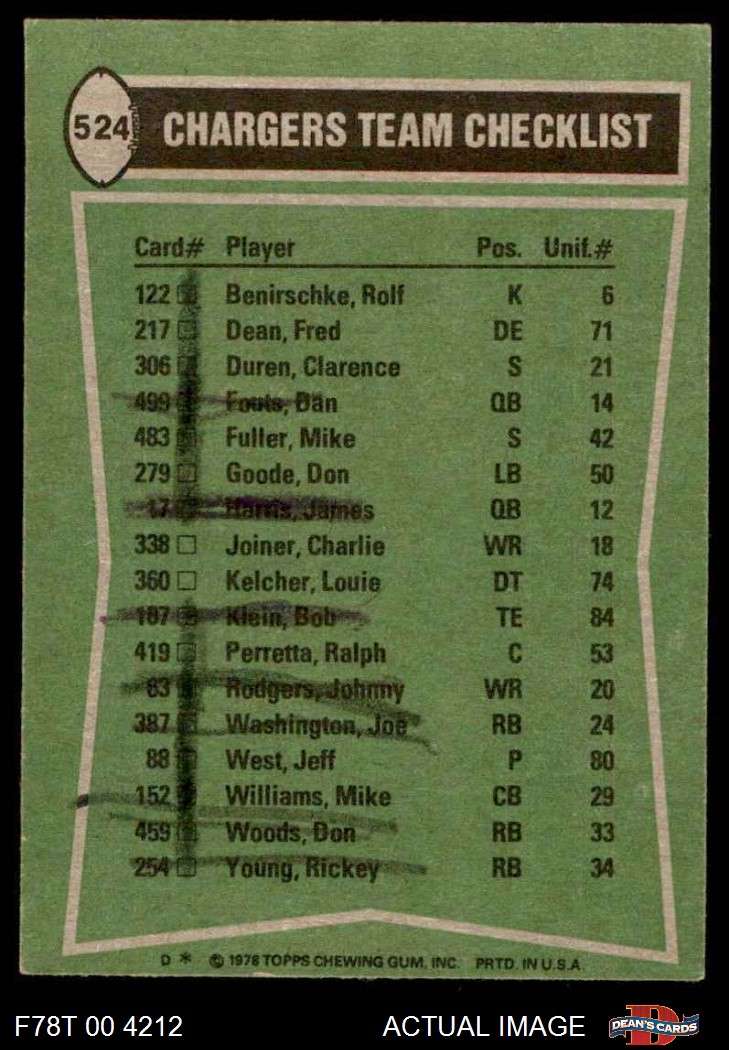 524 CHARGERS TEAM CHECKLIST
Card# Player Pos. Unif.#
122 Benirschke, Rolf K 6
217 Dean, Fred DE 71
306 Duren, Clarence S 21
499 Fouts, Dan QB 14
483 Fuller, Mike S 42
279 Goode, Don LB 50
17 Harris, James QB 12
338 Joiner, Charlie WR 18
360 Kelcher, Louie DT 74
187 Klein, Bob TE 84
419 Perretta, Ralph C 53
83 Rodgers, Johnny WR 20
387 Washington, Joe RB 24
88 West, Jeff P 80
152 Williams, Mike CB 29
459 Woods, Don RB 33
254 Young, Rickey RB 34
D * © 1978 TOPPS CHEWING GUM, INC. PRTD. IN U.S.A.
F78T 00 4212 ACTUAL IMAGE DEAN'S CARDS